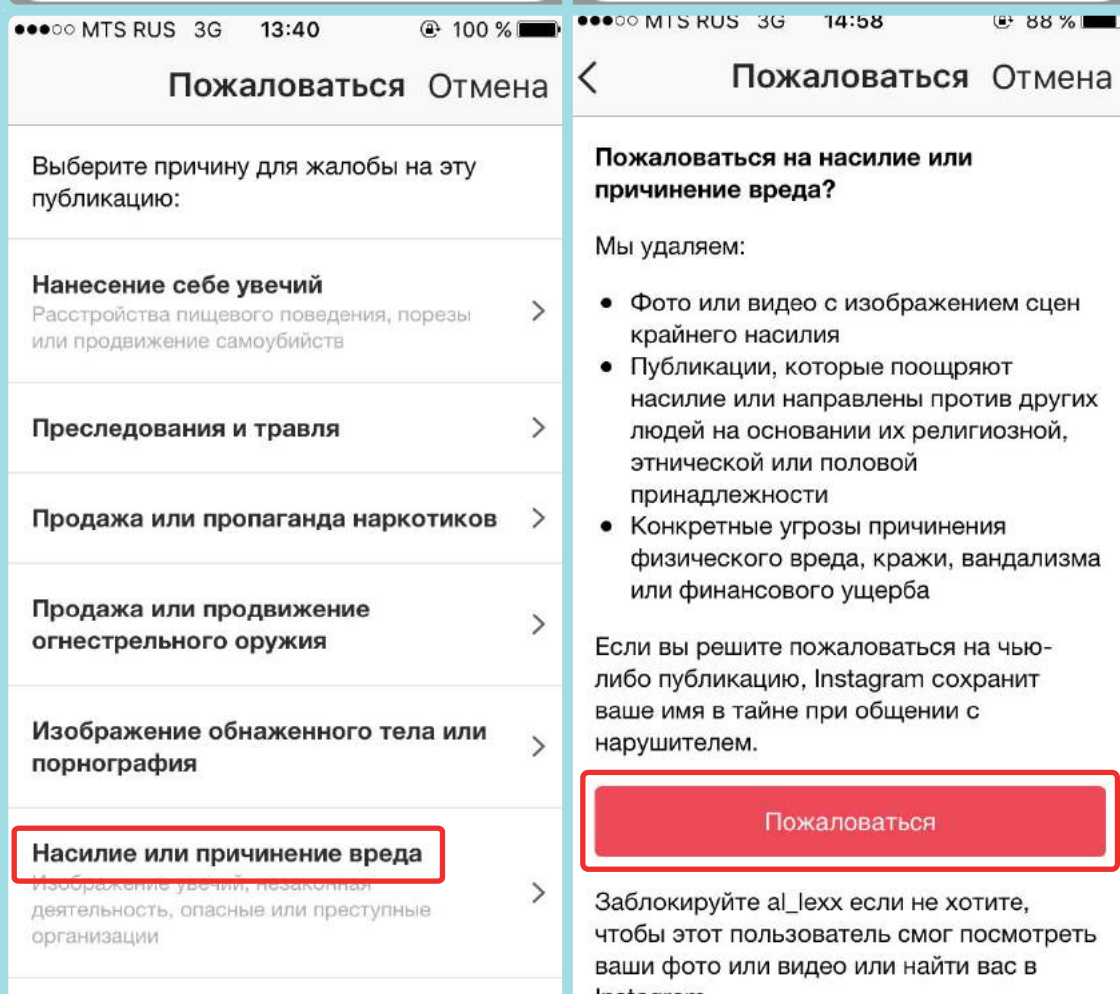 MTS RUS 3G 13:40 100 %
Пожаловаться Отмена
Выберите причину для жалобы на эту
публикацию:
Нанесение себе увечий
Расстройства пищевого поведения, порезы
или продвижение самоубийств
Преследования и травля
Продажа или пропаганда наркотиков
Продажа или продвижение
огнестрельного оружия
Изображение обнаженного тела или
порнография
Насилие или причинение вреда
Изображение увечий, незаконная
деятельность, опасные или преступные
организации
MTS RUS 3G 14:58 88 %
Пожаловаться Отмена
Пожаловаться на насилие или
причинение вреда?
Мы удаляем:
• Фото или видео с изображением сцен
крайнего насилия
• Публикации, которые поощряют
насилие или направлены против других
людей на основании их религиозной,
этнической или половой
принадлежности
• Конкретные угрозы причинения
физического вреда, кражи, вандализма
или финансового ущерба
Если вы решите пожаловаться на чью-
либо публикацию, Instagram сохранит
ваше имя в тайне при общении с
нарушителем.
Пожаловаться
Заблокируйте al_lexx если не хотите,
чтобы этот пользователь смог посмотреть
ваши фото или видео или найти вас в
Instagram